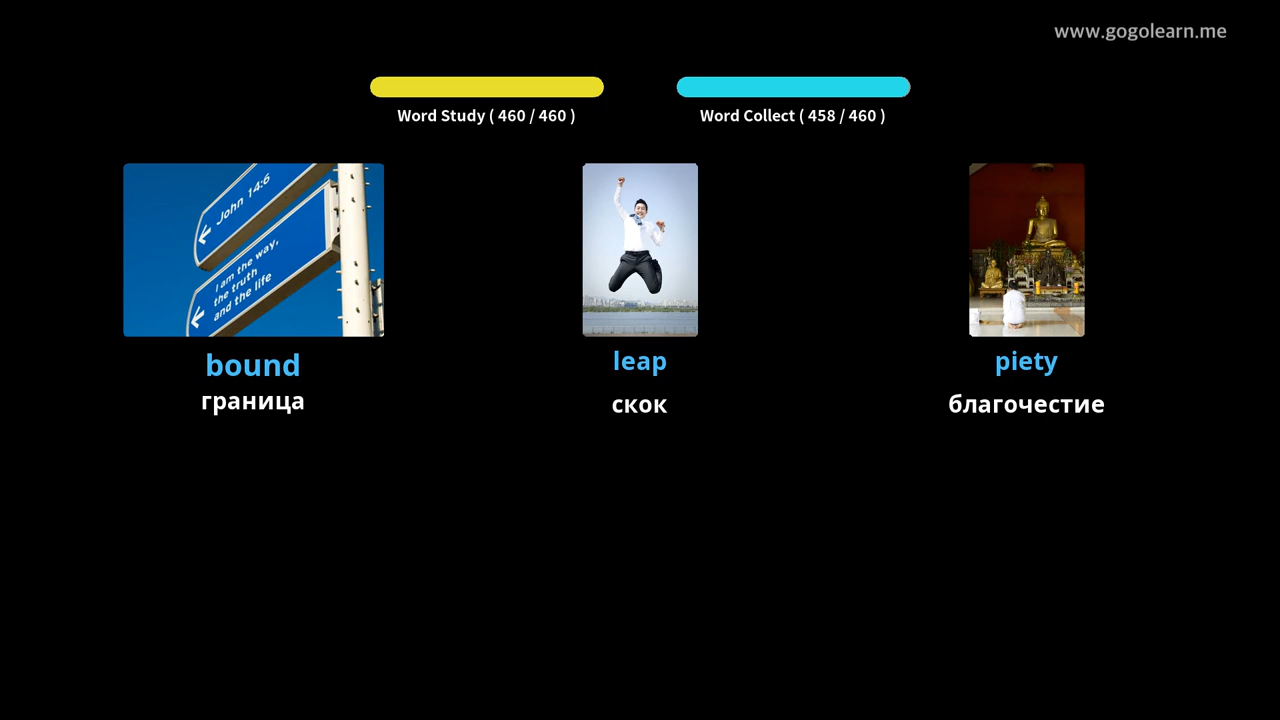 www.gogolearn.me
Word Study ( 460 / 460 )
Word Collect ( 458 / 460 )
John 14:6
I am the way,
the truth
and the life
bound
граница
leap
скок
piety
благочестие